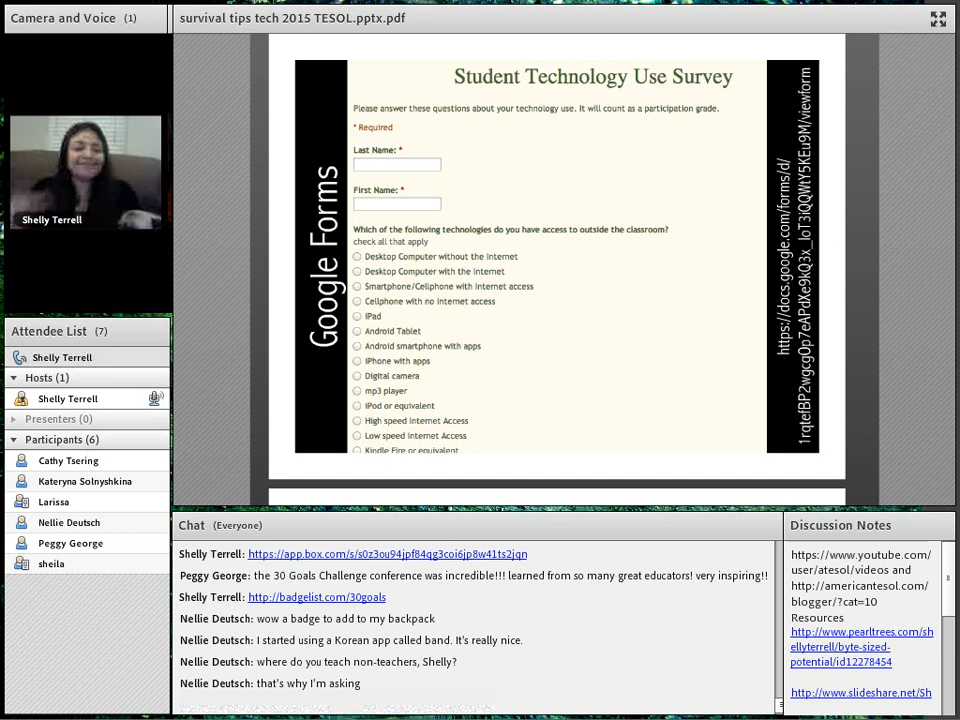 Camera and Voice (1)
Shelly Terrell
Attendee List (7)
Shelly Terrell
Hosts (1)
Shelly Terrell
Presenters (0)
Participants (6)
Cathy Tsering
Kateryna Solnyshkina
Larissa
Nellie Deutsch
Peggy George
sheila
survival tips tech 2015 TESOL.pptx.pdf
Google Forms
Student Technology Use Survey
Please answer these questions about your technology use. It will count as a participation grade.
* Required
Last Name: *
First Name: *
Which of the following technologies do you have access to outside the classroom?
check all that apply
Desktop Computer without the internet
Desktop Computer with the Internet
Smartphone/Cellphone with Internet access
Cellphone with no Internet access
iPad
Android Tablet
Android smartphone with apps
iPhone with apps
Digital camera
mp3 player
iPod or equivalent
High speed Internet Access
Low speed Internet Access
Kindle Fire or equivalent
https://docs.google.com/forms/d/
1rqtefBP2wgcg0p7eAPdXe9kQ3x_IoT3iQQWtY5KEu9M/viewform
Chat (Everyone)
Shelly Terrell: https://app.box.com/s/s0z3ou94jpf84qg3coi6jp8w41ts2jqn
Peggy George: the 30 Goals Challenge conference was incredible!!! learned from so many great educators! very inspiring!!
Shelly Terrell: http://badgelist.com/30goals
Nellie Deutsch: wow a badge to add to my backpack
Nellie Deutsch: I started using a Korean app called band. It's really nice.
Nellie Deutsch: where do you teach non-teachers, Shelly?
Nellie Deutsch: that's why I'm asking
Discussion Notes
https://www.youtube.com/
user/atesol/videos and
http://americantesol.com/
blogger/?cat=10
Resources
http://www.pearltrees.com/sh
ellyterrell/byte-sized-
potential/id12278454
http://www.slideshare.net/Sh